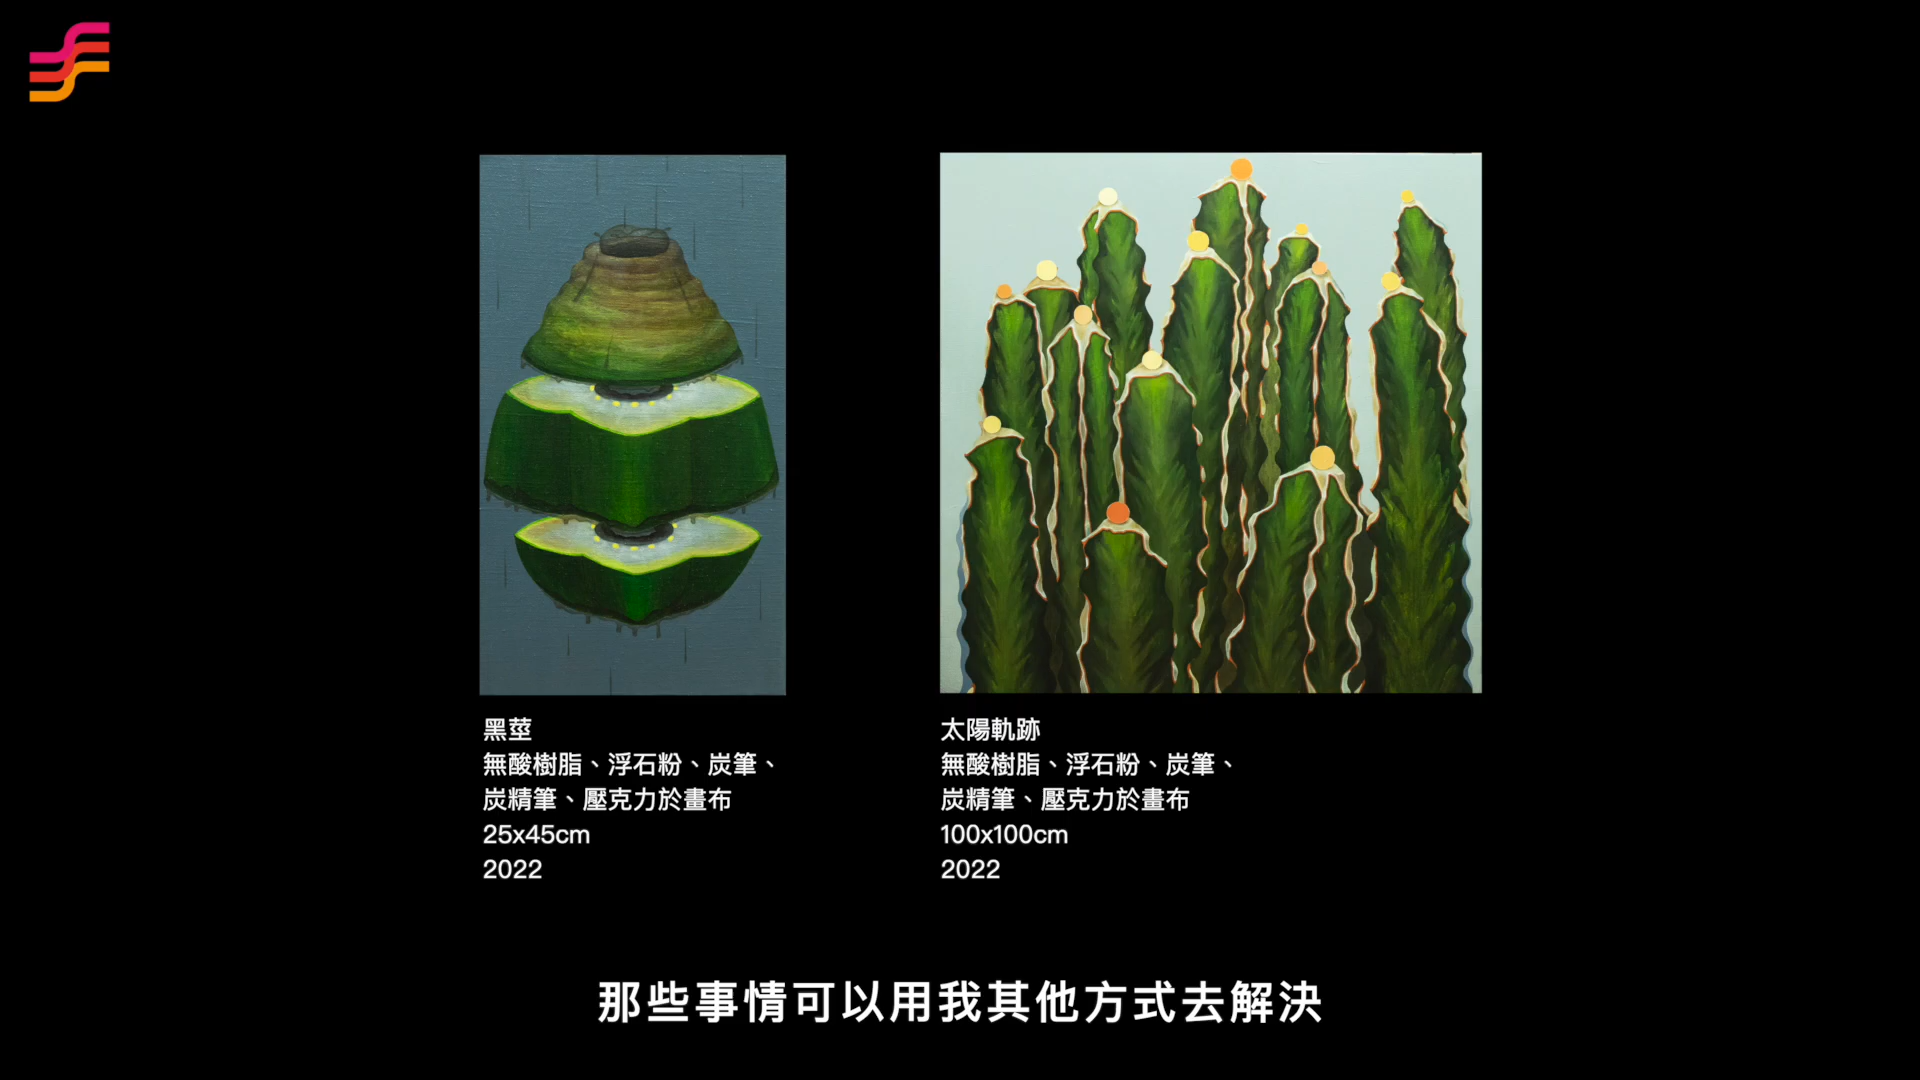 黑莖
無酸樹脂、浮石粉、炭筆、
炭精筆、壓克力於畫布
25x45cm
2022
太陽軌跡
無酸樹脂、浮石粉、炭筆、
炭精筆、壓克力於畫布
100x100cm
2022
那些事情可以用我其他方式去解決